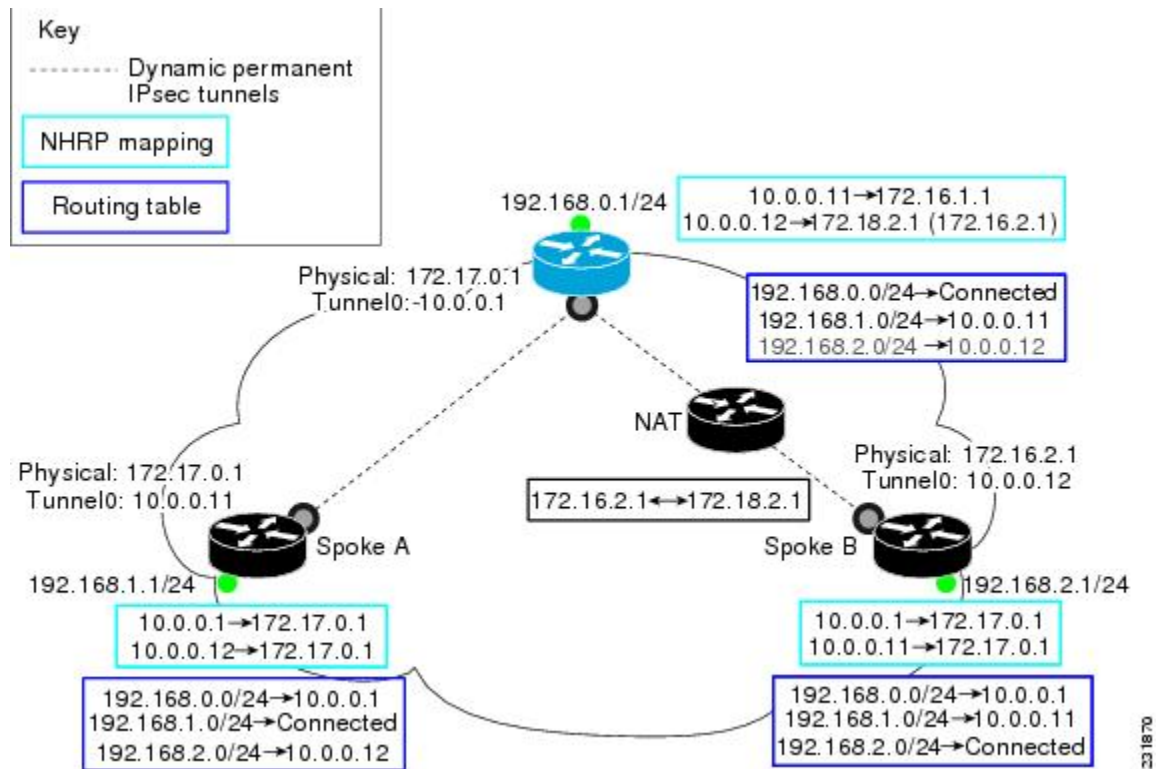 Key
Dynamic permanent
IPsec tunnels
NHRP mapping
Routing table
192.168.0.1/24
10.0.0.11→172.16.1.1
10.0.0.12→172.18.2.1 (172.16.2.1)
Physical: 172.17.0.1
Tunnel0:-10.0.0.1
192.168.0.0/24→Connected
192.168.1.0/24→10.0.0.11
192.168.2.0/24→10.0.0.12
NAT
Physical: 172.17.0.1
Tunnel0: 10.0.0.11
Physical: 172.16.2.1
Tunnel0: 10.0.0.12
172.16.2.1↔172.18.2.1
Spoke A
Spoke B
192.168.1.1/24
192.168.2.1/24
10.0.0.1→172.17.0.1
10.0.0.12→172.17.0.1
10.0.0.1→172.17.0.1
10.0.0.11→172.17.0.1
192.168.0.0/24→10.0.0.1
192.168.1.0/24→Connected
192.168.2.0/24→10.0.0.12
192.168.0.0/24→10.0.0.1
192.168.1.0/24→10.0.0.11
192.168.2.0/24→Connected
231870